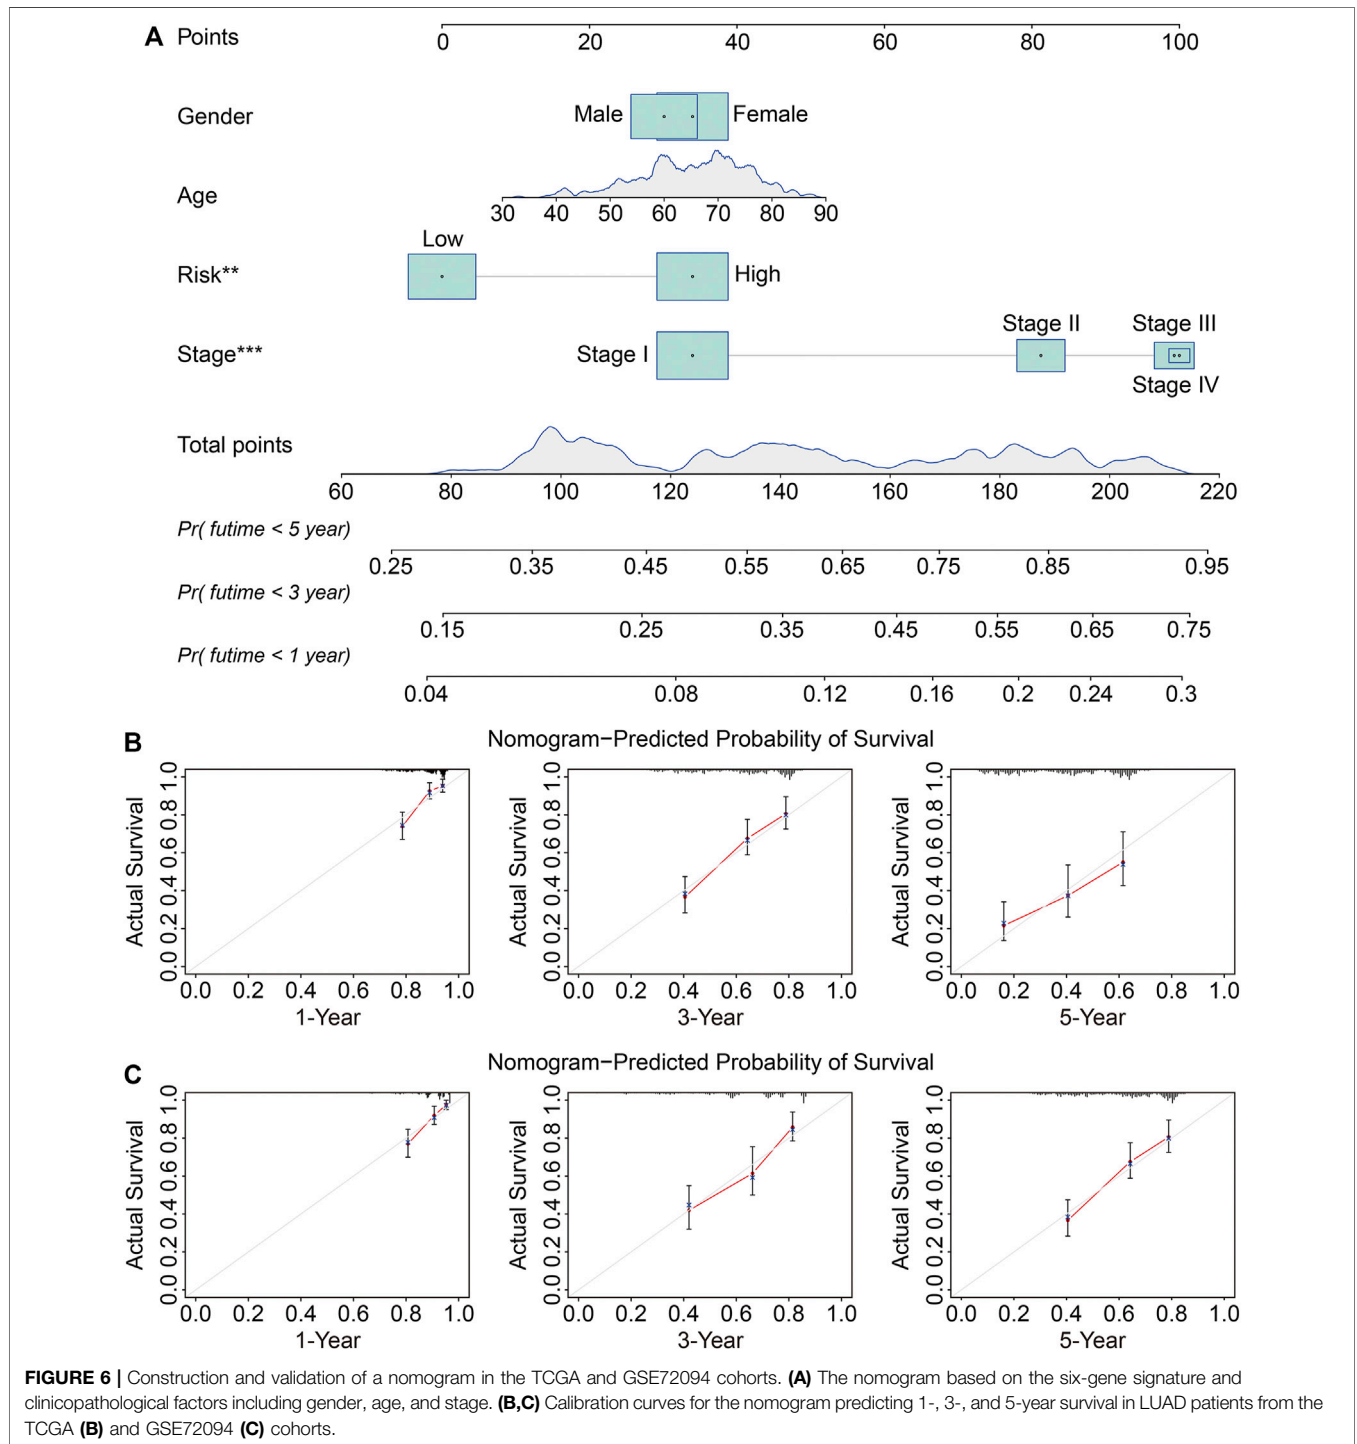 A Points
0 20 40 60 80 100
Gender
Male Female
Age
30 40 50 60 70 80 90
Low
Risk** High
Stage II Stage III
Stage*** Stage I
Stage IV
Total points
60 80 100 120 140 160 180 200 220
Pr( futime < 5 year)
0.25 0.35 0.45 0.55 0.65 0.75 0.85 0.95
Pr( futime < 3 year)
0.15 0.25 0.35 0.45 0.55 0.65 0.75
Pr( futime < 1 year)
0.04 0.08 0.12 0.16 0.2 0.24 0.3
B Nomogram−Predicted Probability of Survival
Actual Survival
0.0 0.2 0.4 0.6 0.8 1.0
0.0 0.2 0.4 0.6 0.8 1.0
1-Year
Actual Survival
0.0 0.2 0.4 0.6 0.8 1.0
0.0 0.2 0.4 0.6 0.8 1.0
3-Year
Actual Survival
0.0 0.2 0.4 0.6 0.8 1.0
0.0 0.2 0.4 0.6 0.8 1.0
5-Year
C Nomogram−Predicted Probability of Survival
Actual Survival
0.0 0.2 0.4 0.6 0.8 1.0
0.0 0.2 0.4 0.6 0.8 1.0
1-Year
Actual Survival
0.0 0.2 0.4 0.6 0.8 1.0
0.0 0.2 0.4 0.6 0.8 1.0
3-Year
Actual Survival
0.0 0.2 0.4 0.6 0.8 1.0
0.0 0.2 0.4 0.6 0.8 1.0
5-Year
FIGURE 6 | Construction and validation of a nomogram in the TCGA and GSE72094 cohorts. (A) The nomogram based on the six-gene signature and
clinicopathological factors including gender, age, and stage. (B,C) Calibration curves for the nomogram predicting 1-, 3-, and 5-year survival in LUAD patients from the
TCGA (B) and GSE72094 (C) cohorts.